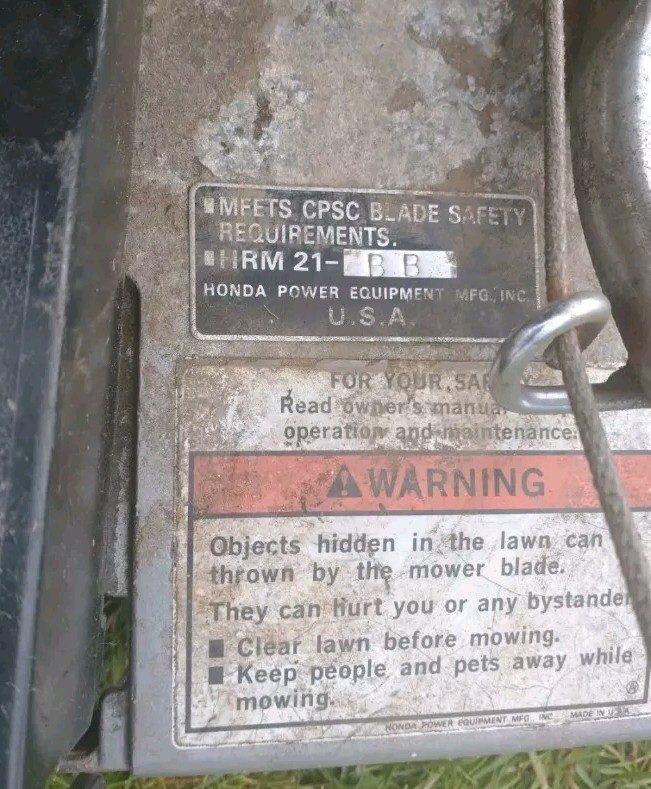 MEETS CPSC BLADE SAFETY
REQUIREMENTS.
HRM 21- B B
HONDA POWER EQUIPMENT MFG., INC.
U.S.A.
FOR YOUR
Read owner's manual
operation and maintenance.
WARNING
Objects hidden in the lawn can
thrown by the mower blade.
They can hurt you or any bystander
Clear lawn before mowing.
Keep people and pets away while
mowing.
HONDA POWER EQUIPMENT MFG. INC. MADE IN U.S.A.